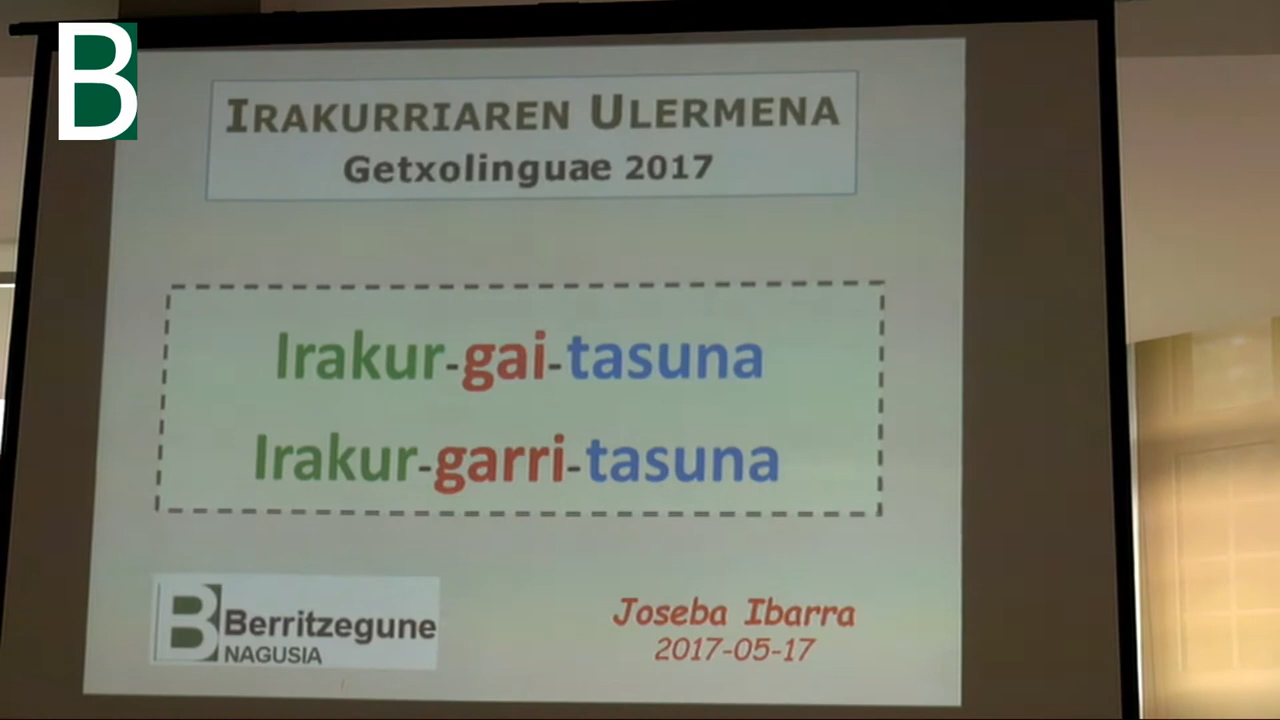 B
IRAKURRIAREN ULERMENA
Getxolinguae 2017
Irakur-gai-tasuna
Irakur-garri-tasuna
B Berritzegune
NAGUSIA
Joseba Ibarra
2017-05-17